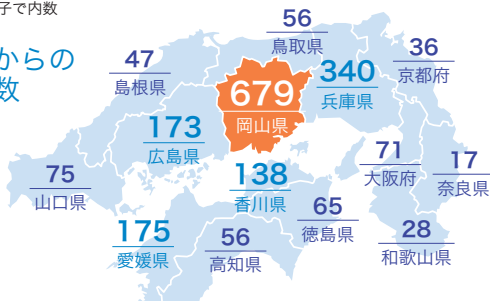 子で内数
からの
数
56
鳥取県
47
島根県
36
京都府
340
兵庫県
679
岡山県
173
広島県
71
大阪府
17
奈良県
75
山口県
138
香川県
65
徳島県
28
和歌山県
175
愛媛県
56
高知県